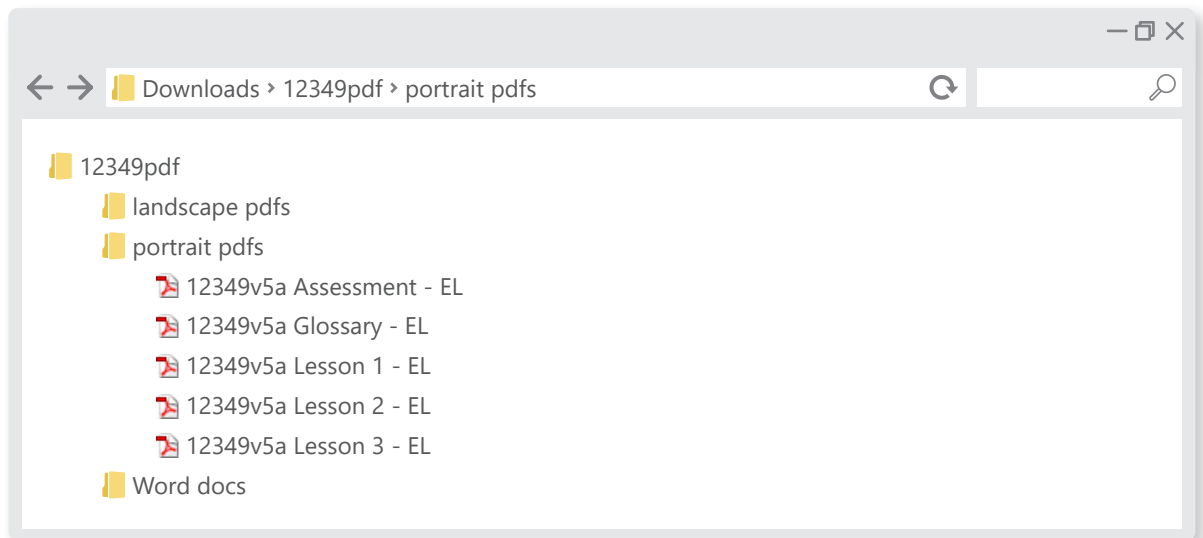 Downloads › 12349pdf › portrait pdfs
12349pdf
landscape pdfs
portrait pdfs
12349v5a Assessment - EL
12349v5a Glossary - EL
12349v5a Lesson 1 - EL
12349v5a Lesson 2 - EL
12349v5a Lesson 3 - EL
Word docs